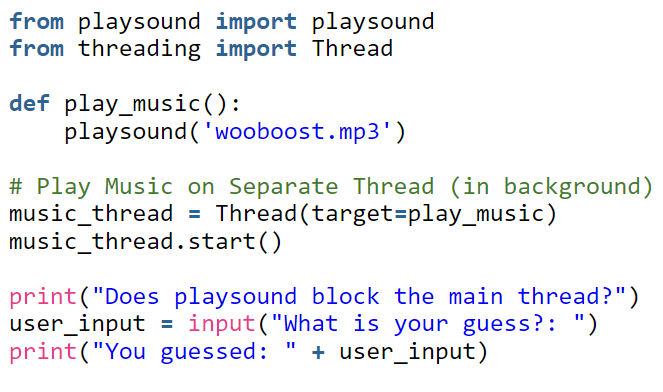 from playsound import playsound
from threading import Thread

def play_music():
    playsound('wooboost.mp3')

# Play Music on Separate Thread (in background)
music_thread = Thread(target=play_music)
music_thread.start()

print("Does playsound block the main thread?")
user_input = input("What is your guess?: ")
print("You guessed: " + user_input)